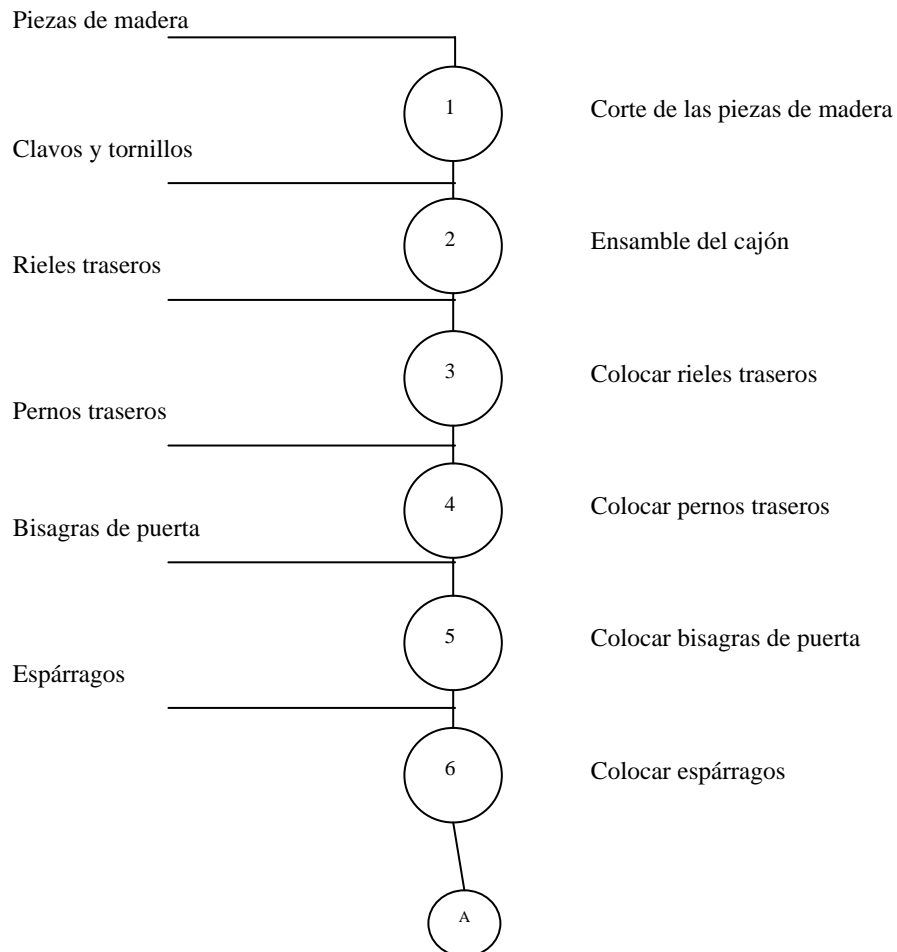 Piezas de madera
1
Corte de las piezas de madera
Clavos y tornillos
2
Ensamble del cajón
Rieles traseros
3
Colocar rieles traseros
Pernos traseros
4
Colocar pernos traseros
Bisagras de puerta
5
Colocar bisagras de puerta
Espárragos
6
Colocar espárragos
A